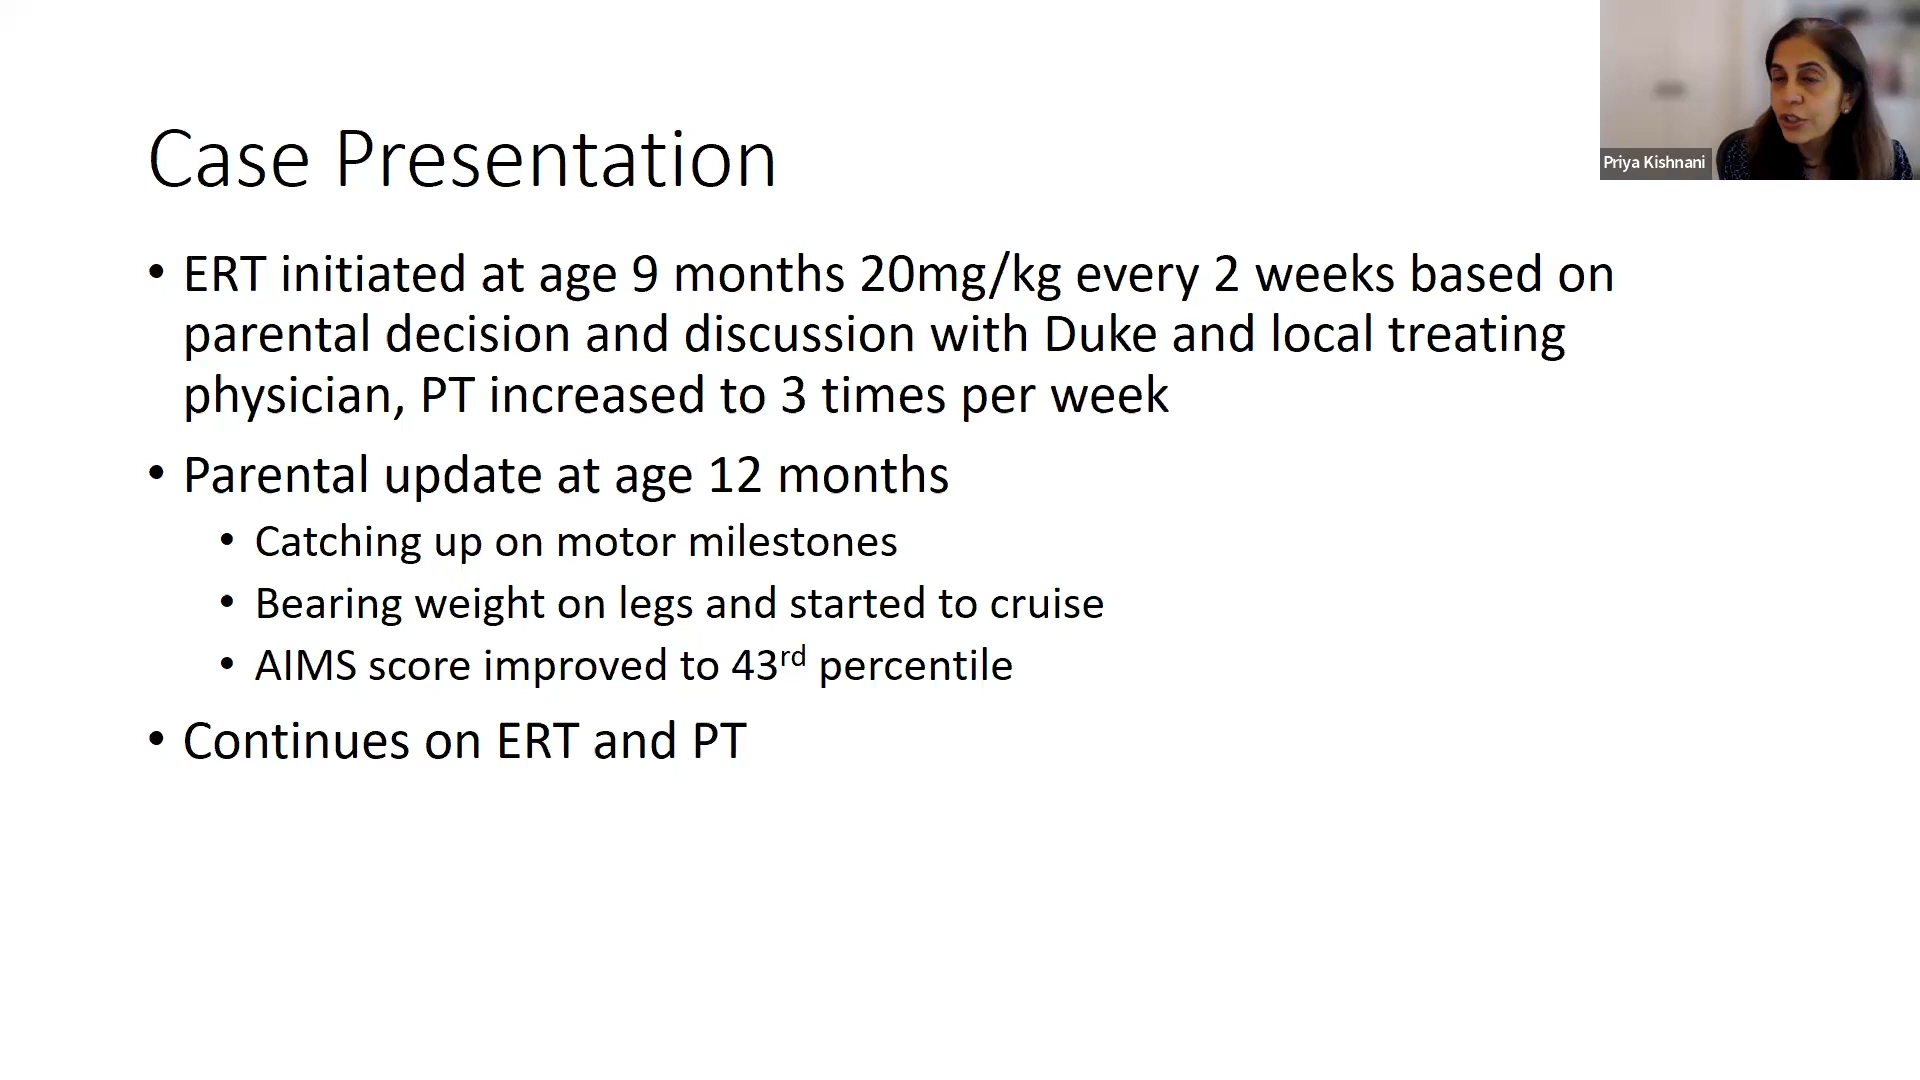 Case Presentation
• ERT initiated at age 9 months 20mg/kg every 2 weeks based on
parental decision and discussion with Duke and local treating
physician, PT increased to 3 times per week
• Parental update at age 12 months
• Catching up on motor milestones
• Bearing weight on legs and started to cruise
• AIMS score improved to 43rd percentile
• Continues on ERT and PT
Priya Kishnani